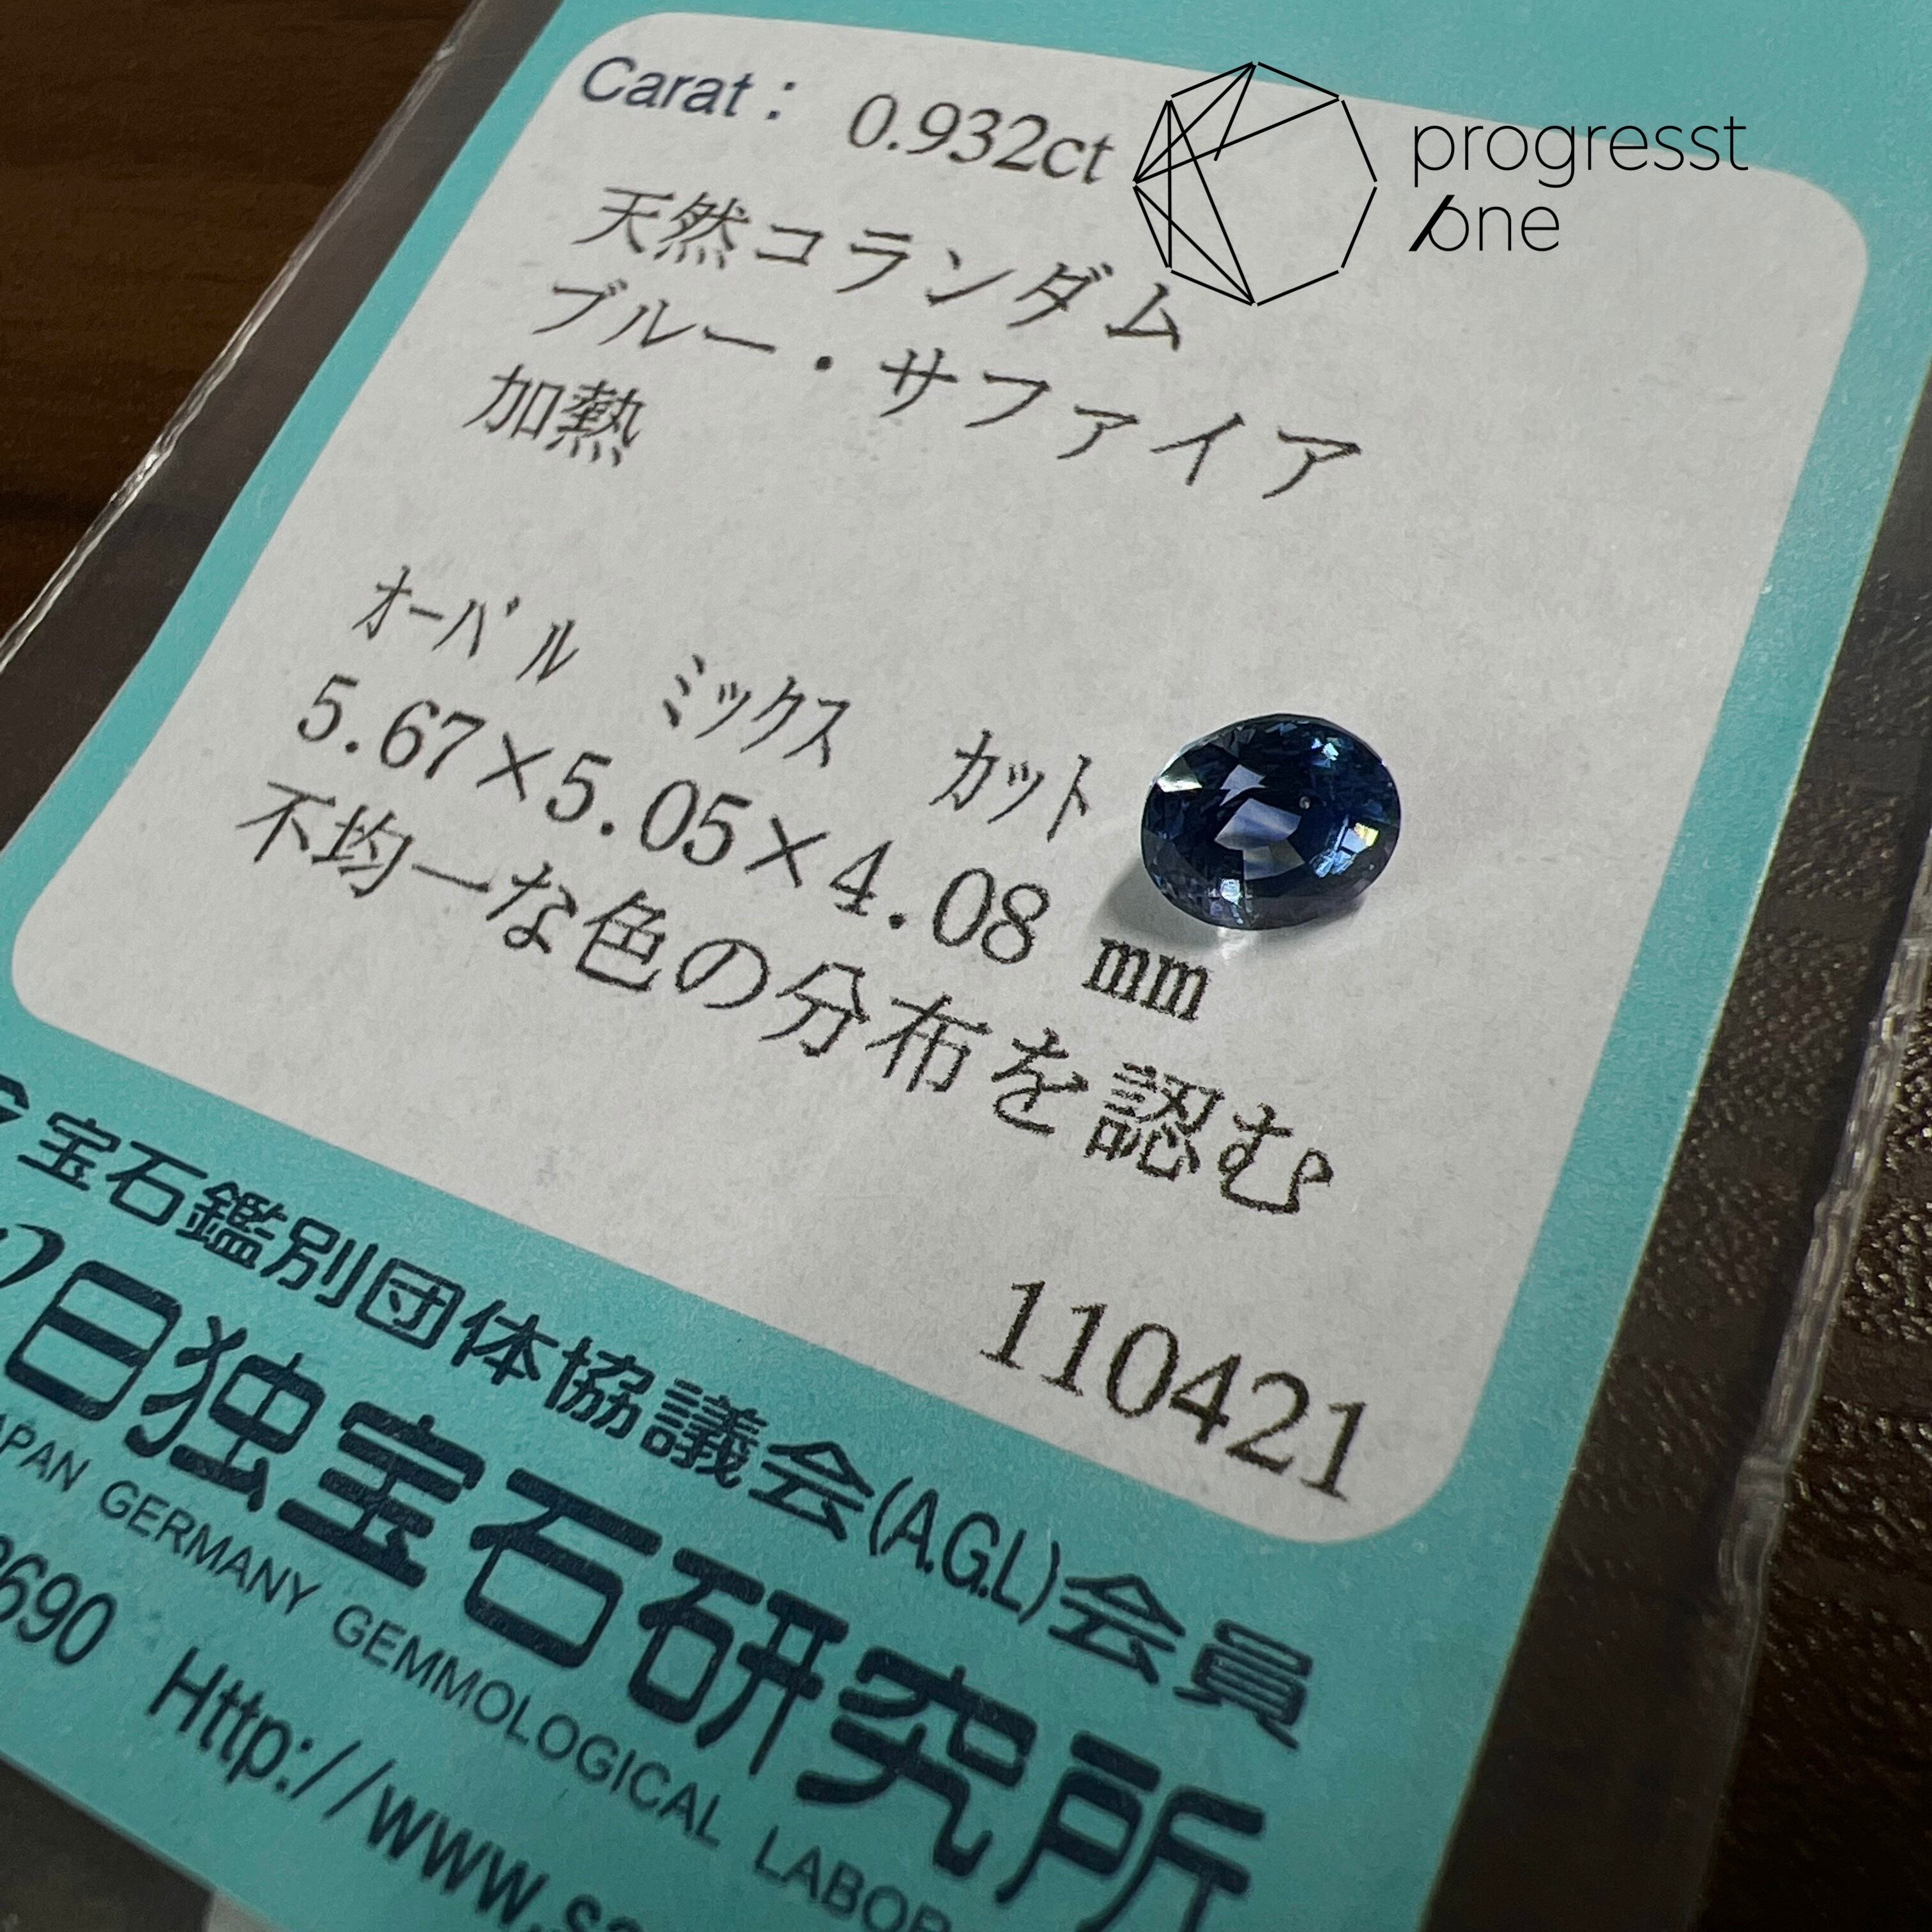 Carat : 0.932ct
progresst
one
天然コランダム
ブルー・サファイア
加熱
ｵｰﾊﾟﾙ ﾐｯｸｽ ｶｯﾄ
5.67×5.05×4.08 mm
不均一な色の分布を認む
110421
宝石鑑別団体協議会(A.G.L)会員
日独宝石研究所
JAPAN GERMANY GEMMOLOGICAL LABOR
3690 Http://www.s